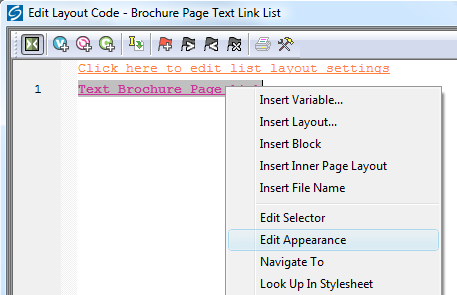 Edit Layout Code - Brochure Page Text Link List
Click here to edit list layout settings
1 Text Brochure Page
Insert Variable...
Insert Layout...
Insert Block
Insert Inner Page Layout
Insert File Name
Edit Selector
Edit Appearance
Navigate To
Look Up In Stylesheet